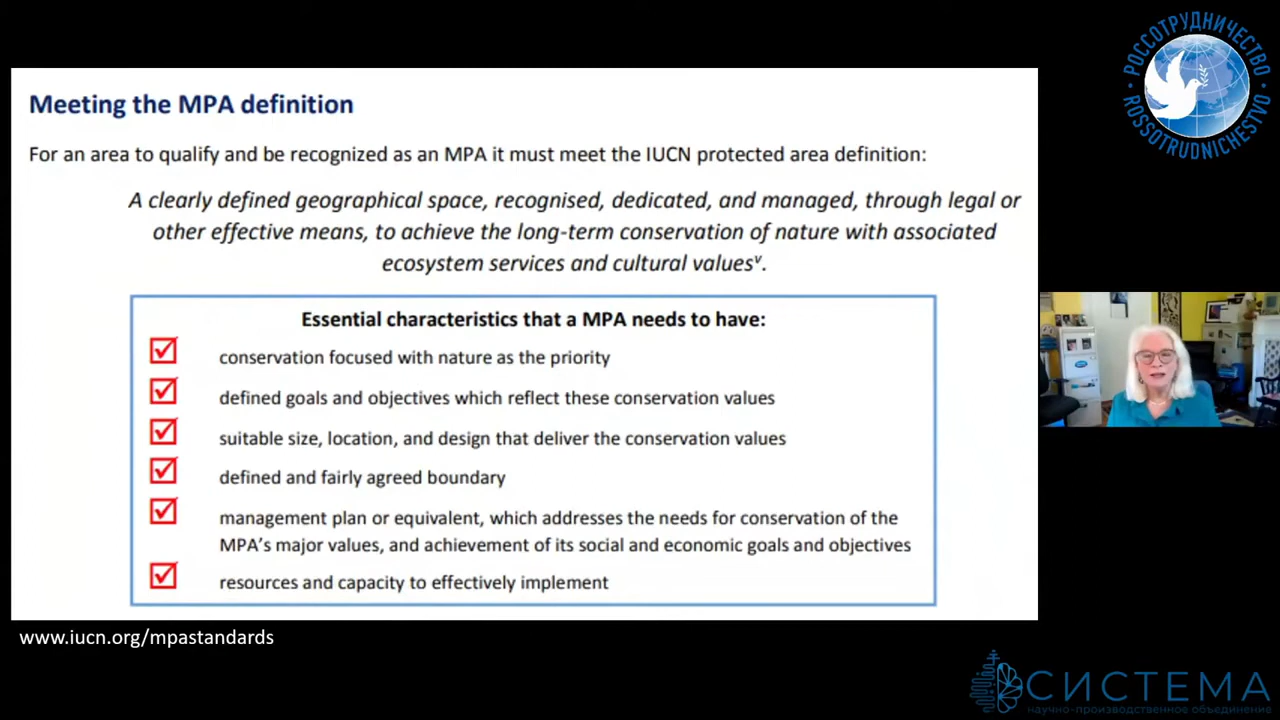 Meeting the MPA definition
For an area to qualify and be recognized as an MPA it must meet the IUCN protected area definition:
A clearly defined geographical space, recognised, dedicated, and managed, through legal or
other effective means, to achieve the long-term conservation of nature with associated
ecosystem services and cultural valuesᵛ.
Essential characteristics that a MPA needs to have:
conservation focused with nature as the priority
defined goals and objectives which reflect these conservation values
suitable size, location, and design that deliver the conservation values
defined and fairly agreed boundary
management plan or equivalent, which addresses the needs for conservation of the
MPA's major values, and achievement of its social and economic goals and objectives
resources and capacity to effectively implement
www.iucn.org/mpastandards
РОССОТРУДНИЧЕСТВО
ROSSOTRUDNICHESTVO
СИСТЕМА
научно-производственное объединение